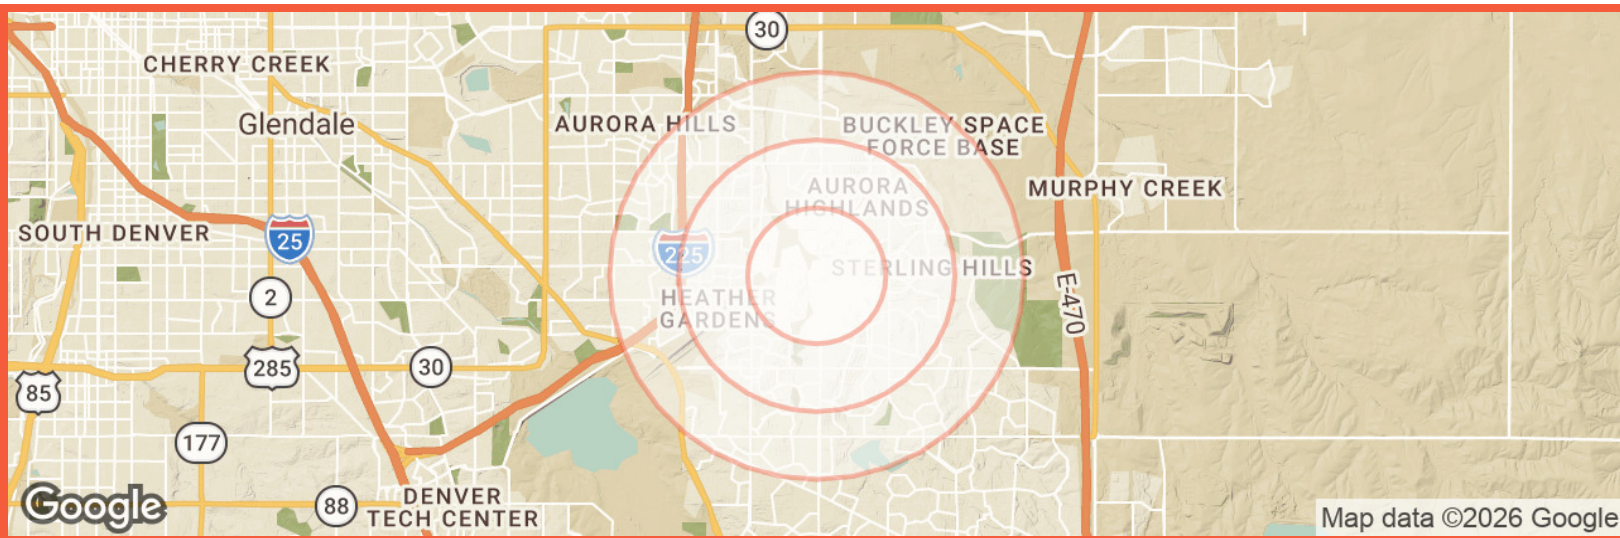 30
CHERRY CREEK
Glendale
AURORA HILLS
BUCKLEY SPACE
FORCE BASE
AURORA
HIGHLANDS
MURPHY CREEK
SOUTH DENVER
25
225
STERLING HILLS
2
HEATHER
GARDENS
E-470
285
30
85
177
88
DENVER
TECH CENTER
Google
Map data ©2026 Google